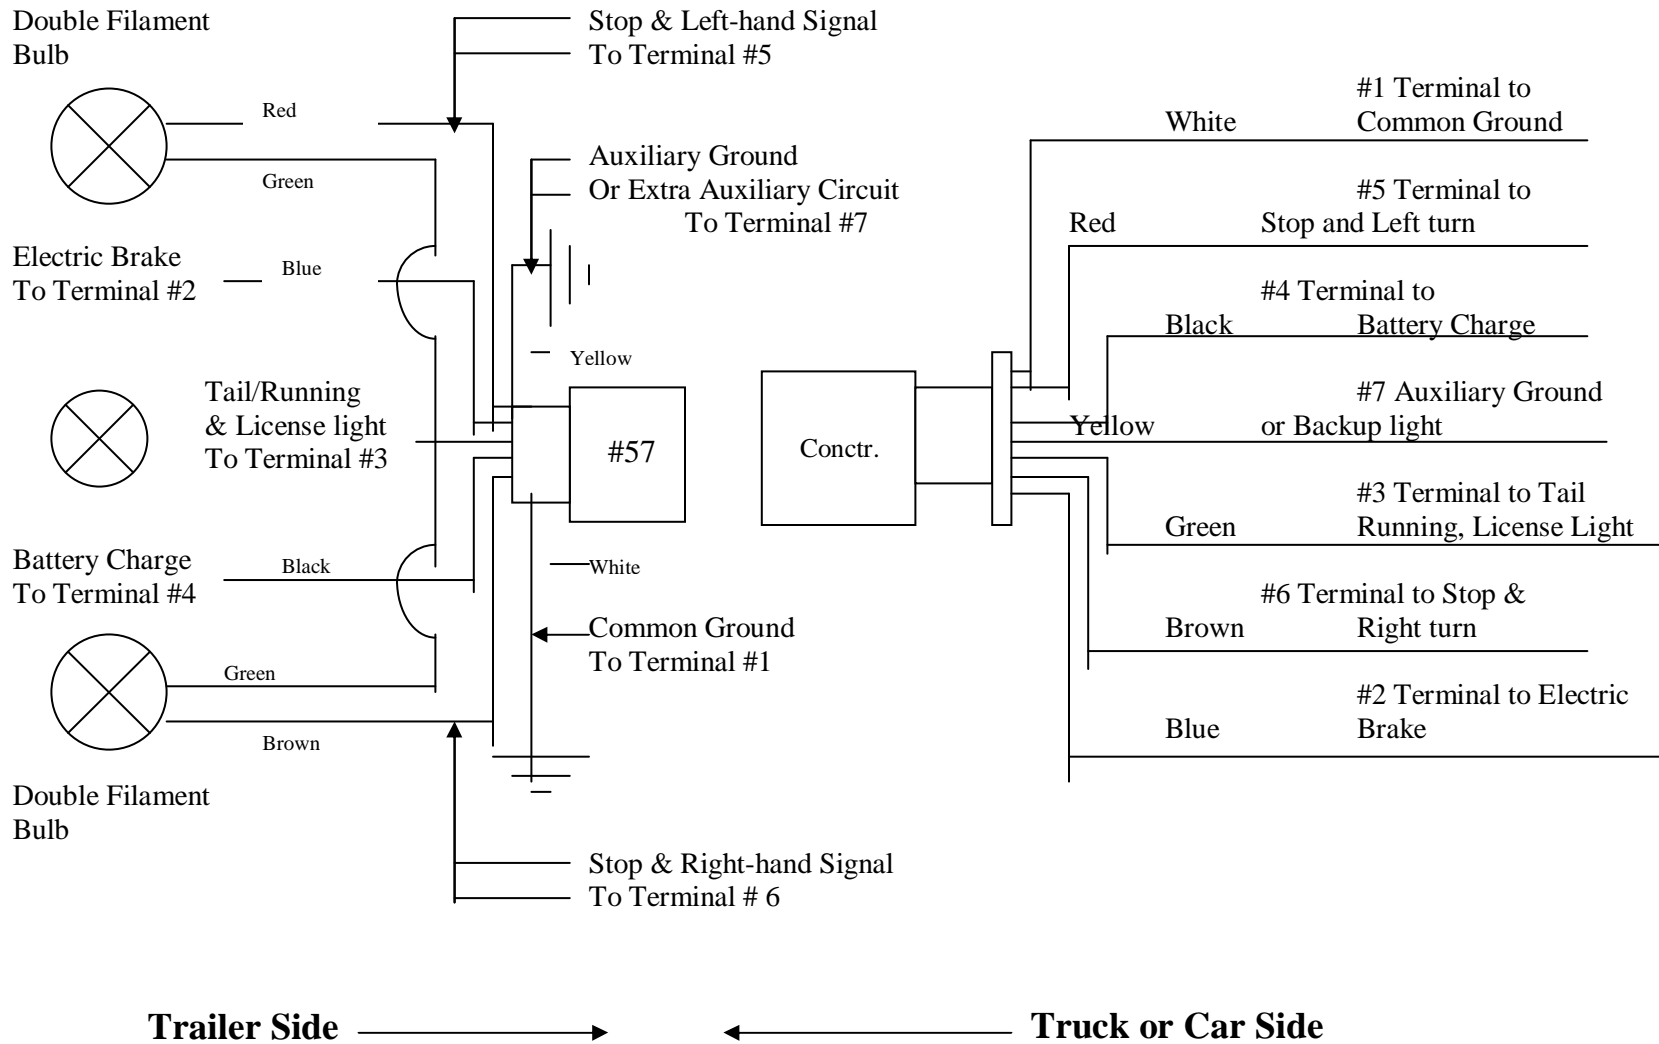 Double Filament
Bulb
Red
Green
Electric Brake
To Terminal #2
Blue
Tail/Running
& License light
To Terminal #3
Battery Charge
To Terminal #4
Black
Green
Brown
Double Filament
Bulb
Stop & Left-hand Signal
To Terminal #5
Auxiliary Ground
Or Extra Auxiliary Circuit
To Terminal #7
Yellow
#57
White
Common Ground
To Terminal #1
Stop & Right-hand Signal
To Terminal # 6
Conctr.
#1 Terminal to
White Common Ground
#5 Terminal to
Red Stop and Left turn
#4 Terminal to
Black Battery Charge
#7 Auxiliary Ground
Yellow or Backup light
#3 Terminal to Tail
Green Running, License Light
#6 Terminal to Stop &
Brown Right turn
#2 Terminal to Electric
Blue Brake
Trailer Side
Truck or Car Side